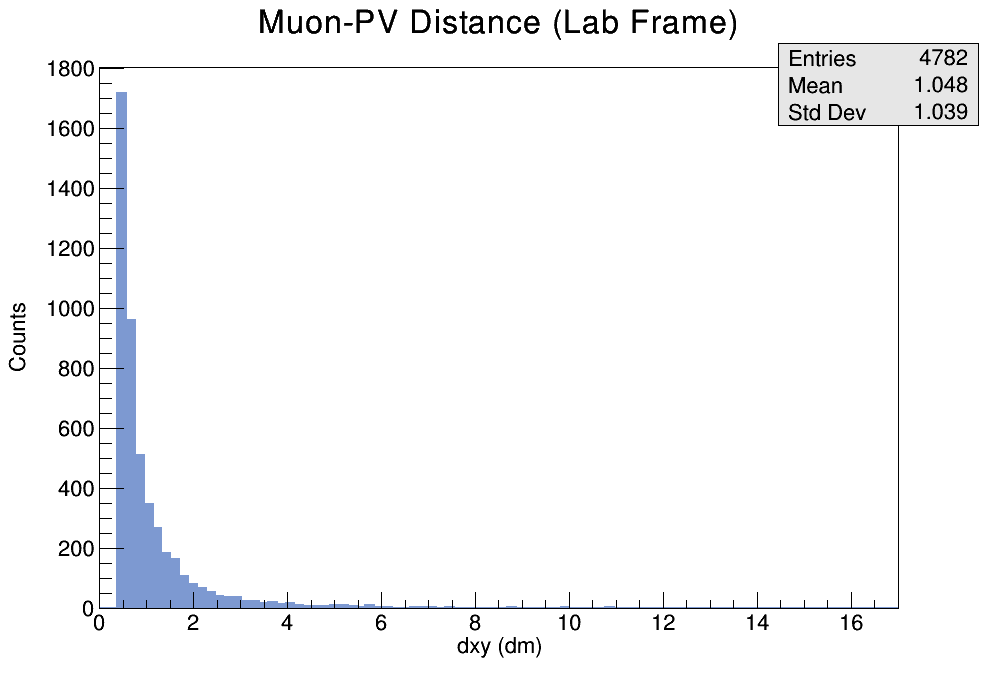 Muon-PV Distance (Lab Frame)
Entries 4782
Mean 1.048
Std Dev 1.039
1800
1600
1400
1200
1000
800
600
400
200
0
Counts
0 2 4 6 8 10 12 14 16
dxy (dm)